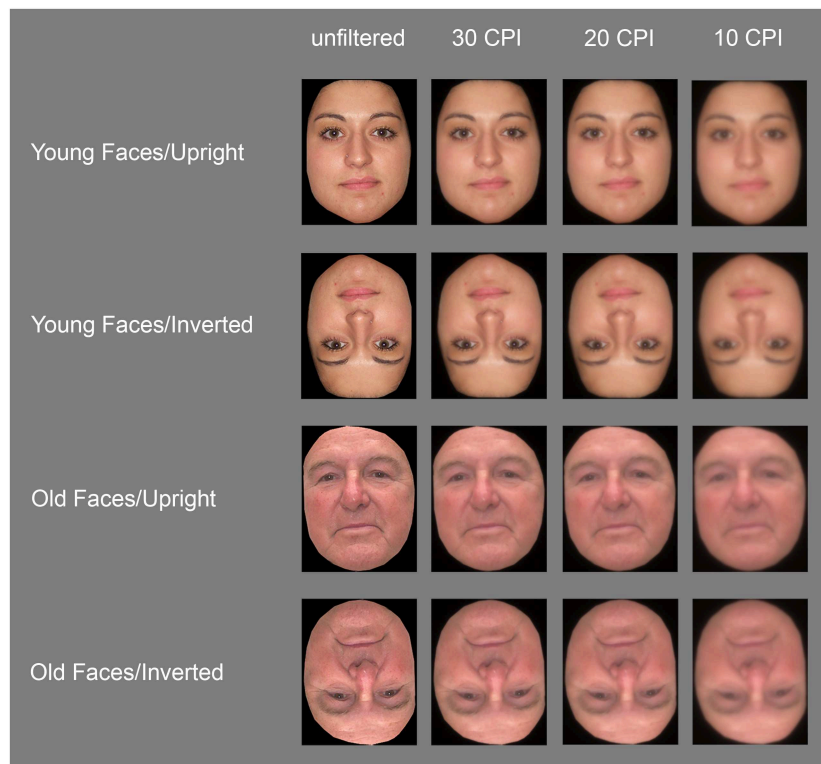 unfiltered 30 CPI 20 CPI 10 CPI
Young Faces/Upright
Young Faces/Inverted
Old Faces/Upright
Old Faces/Inverted